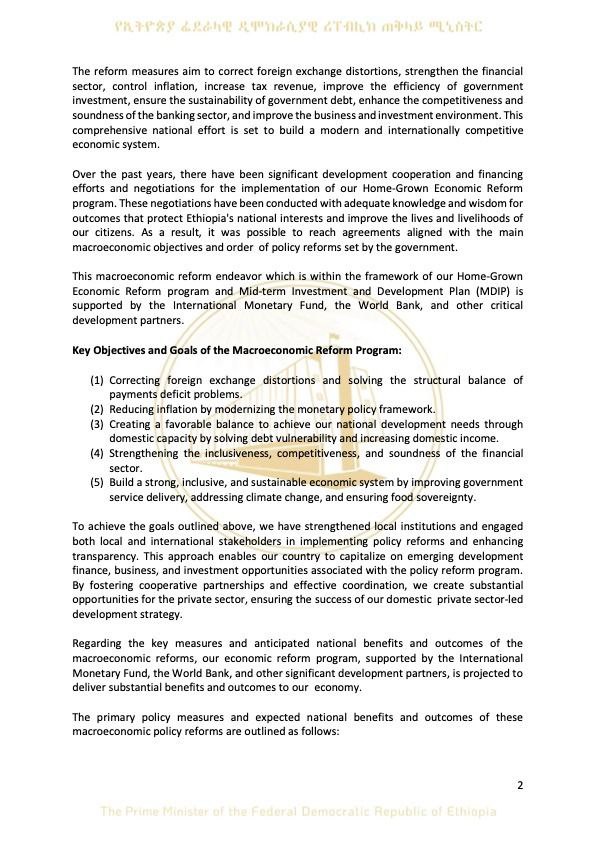 የኢትዮጵያ ፌደራላዊ ዲሞክራሲያዊ ሪፐብሊክ ጠቅላይ ሚኒስትር
The reform measures aim to correct foreign exchange distortions, strengthen the financial
sector, control inflation, increase tax revenue, improve the efficiency of government
investment, ensure the sustainability of government debt, enhance the competitiveness and
soundness of the banking sector, and improve the business and investment environment. This
comprehensive national effort is set to build a modern and internationally competitive
economic system.
Over the past years, there have been significant development cooperation and financing
efforts and negotiations for the implementation of our Home-Grown Economic Reform
program. These negotiations have been conducted with adequate knowledge and wisdom for
outcomes that protect Ethiopia's national interests and improve the lives and livelihoods of
our citizens. As a result, it was possible to reach agreements aligned with the main
macroeconomic objectives and order of policy reforms set by the government.
This macroeconomic reform endeavor which is within the framework of our Home-Grown
Economic Reform program and Mid-term Investment and Development Plan (MDIP) is
supported by the International Monetary Fund, the World Bank, and other critical
development partners.
Key Objectives and Goals of the Macroeconomic Reform Program:
(1) Correcting foreign exchange distortions and solving the structural balance of
payments deficit problems.
(2) Reducing inflation by modernizing the monetary policy framework.
(3) Creating a favorable balance to achieve our national development needs through
domestic capacity by solving debt vulnerability and increasing domestic income.
(4) Strengthening the inclusiveness, competitiveness, and soundness of the financial
sector.
(5) Build a strong, inclusive, and sustainable economic system by improving government
service delivery, addressing climate change, and ensuring food sovereignty.
To achieve the goals outlined above, we have strengthened local institutions and engaged
both local and international stakeholders in implementing policy reforms and enhancing
transparency. This approach enables our country to capitalize on emerging development
finance, business, and investment opportunities associated with the policy reform program.
By fostering cooperative partnerships and effective coordination, we create substantial
opportunities for the private sector, ensuring the success of our domestic private sector-led
development strategy.
Regarding the key measures and anticipated national benefits and outcomes of the
macroeconomic reforms, our economic reform program, supported by the International
Monetary Fund, the World Bank, and other significant development partners, is projected to
deliver substantial benefits and outcomes to our economy.
The primary policy measures and expected national benefits and outcomes of these
macroeconomic policy reforms are outlined as follows:
2
The Prime Minister of the Federal Democratic Republic of Ethiopia